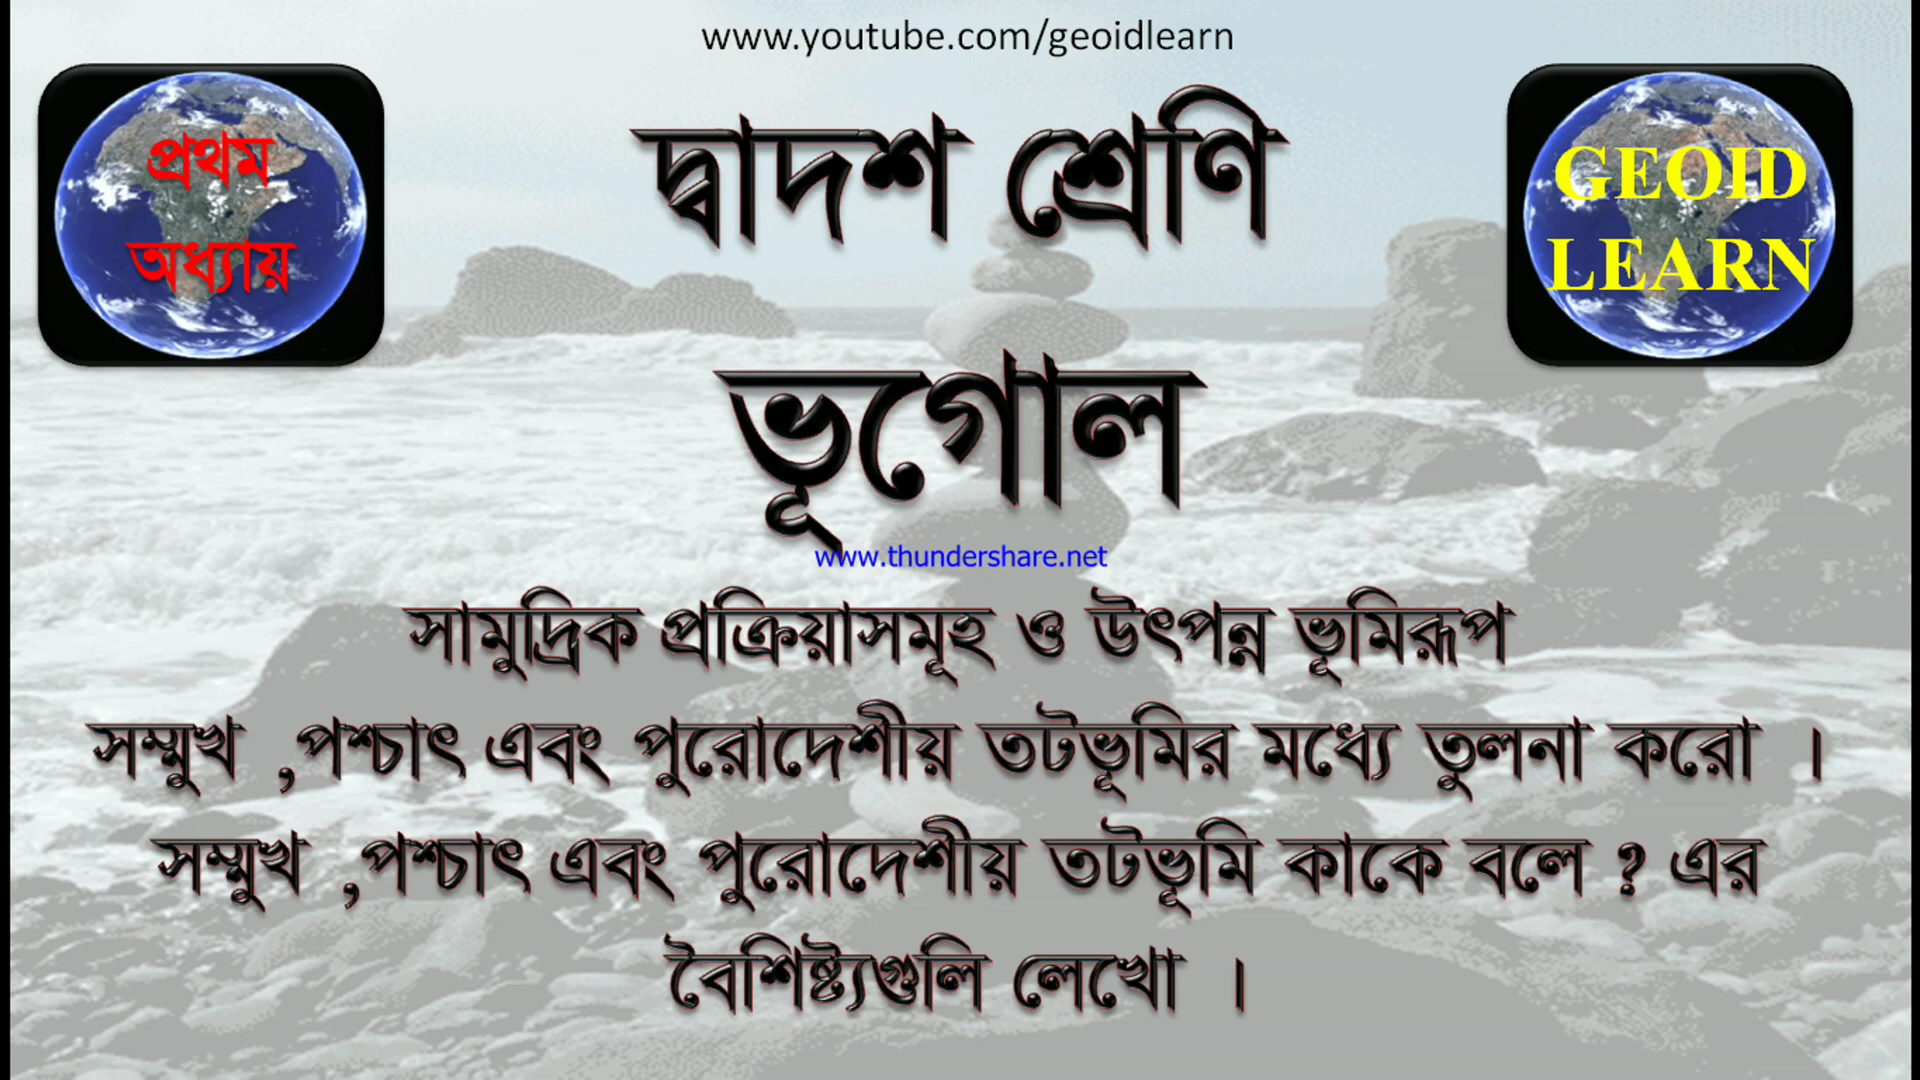 www.youtube.com/geoidlearn
প্রথম
অধ্যায়
দ্বাদশ শ্রেণি
GEOID
LEARN
ভূগোল
www.thundershare.net
সামুদ্রিক প্রক্রিয়াসমূহ ও উৎপন্ন ভূমিরূপ
সম্মুখ ,পশ্চাৎ এবং পুরোদেশীয় তটভূমির মধ্যে তুলনা করো ।
সম্মুখ ,পশ্চাৎ এবং পুরোদেশীয় তটভূমি কাকে বলে ? এর
বৈশিষ্ট্যগুলি লেখো ।